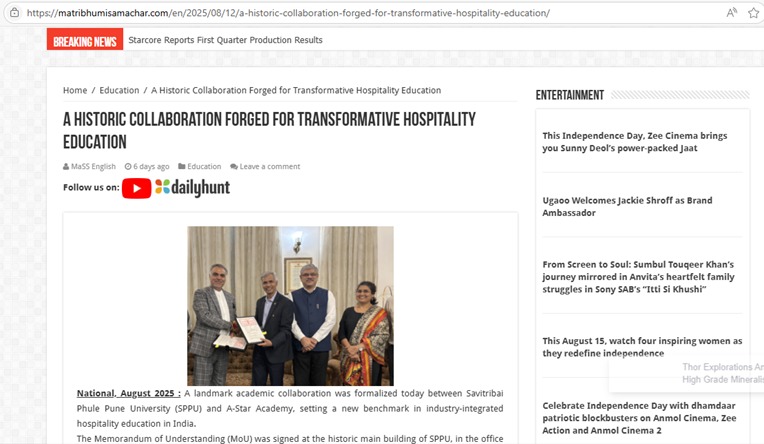 https://matribhumisamachar.com/en/2025/08/12/a-historic-collaboration-forged-for-transformative-hospitality-education/
BREAKING NEWS
Starcore Reports First Quarter Production Results
Home / Education / A Historic Collaboration Forged for Transformative Hospitality Education
A HISTORIC COLLABORATION FORGED FOR TRANSFORMATIVE HOSPITALITY
EDUCATION
MaSS English 6 days ago Education Leave a comment
Follow us on: dailyhunt
National, August 2025 : A landmark academic collaboration was formalized today between Savitribai
Phule Pune University (SPPU) and A-Star Academy, setting a new benchmark in industry-integrated
hospitality education in India.
The Memorandum of Understanding (MoU) was signed at the historic main building of SPPU, in the office
ENTERTAINMENT
This Independence Day, Zee Cinema brings
you Sunny Deol's power-packed Jaat
Ugaoo Welcomes Jackie Shroff as Brand
Ambassador
From Screen to Soul: Sumbul Touqeer Khan's
journey mirrored in Anvita's heartfelt family
struggles in Sony SAB's "Itti Si Khushi"
This August 15, watch four inspiring women as
they redefine independence
Thor Explorations An
High Grade Mineralis
Celebrate Independence Day with dhamdaar
patriotic blockbusters on Anmol Cinema, Zee
Action and Anmol Cinema 2